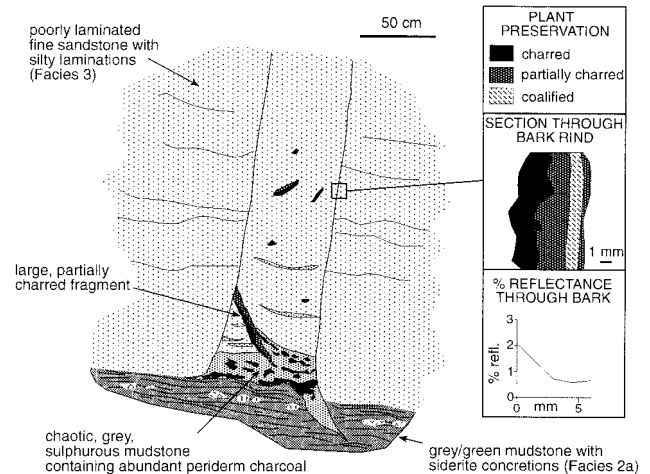 poorly laminated
fine sandstone with
silty laminations
(Facies 3)
50 cm
large, partially
charred fragment
chaotic, grey,
sulphurous mudstone
containing abundant periderm charcoal
grey/green mudstone with
siderite concretions (Facies 2a)
PLANT
PRESERVATION
charred
partially charred
coalified
SECTION THROUGH
BARK RIND
1 mm
% REFLECTANCE
THROUGH BARK
% refl.
3
2
1
0
0 mm 5